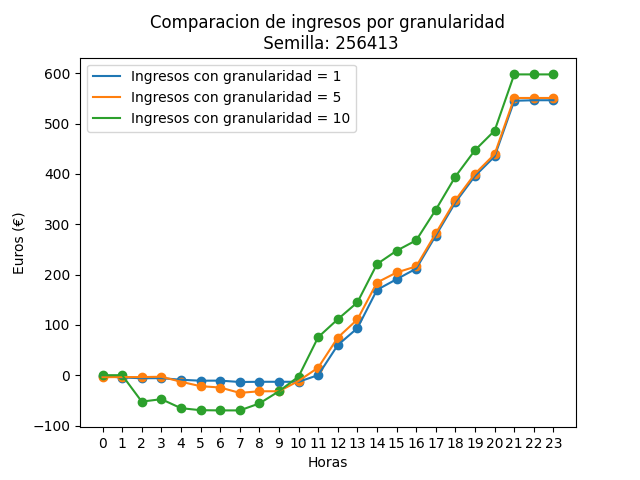 Comparacion de ingresos por granularidad
Semilla: 256413
Ingresos con granularidad = 1
Ingresos con granularidad = 5
Ingresos con granularidad = 10
Euros (€)
600
500
400
300
200
100
0
−100
0 1 2 3 4 5 6 7 8 9 10 11 12 13 14 15 16 17 18 19 20 21 22 23
Horas